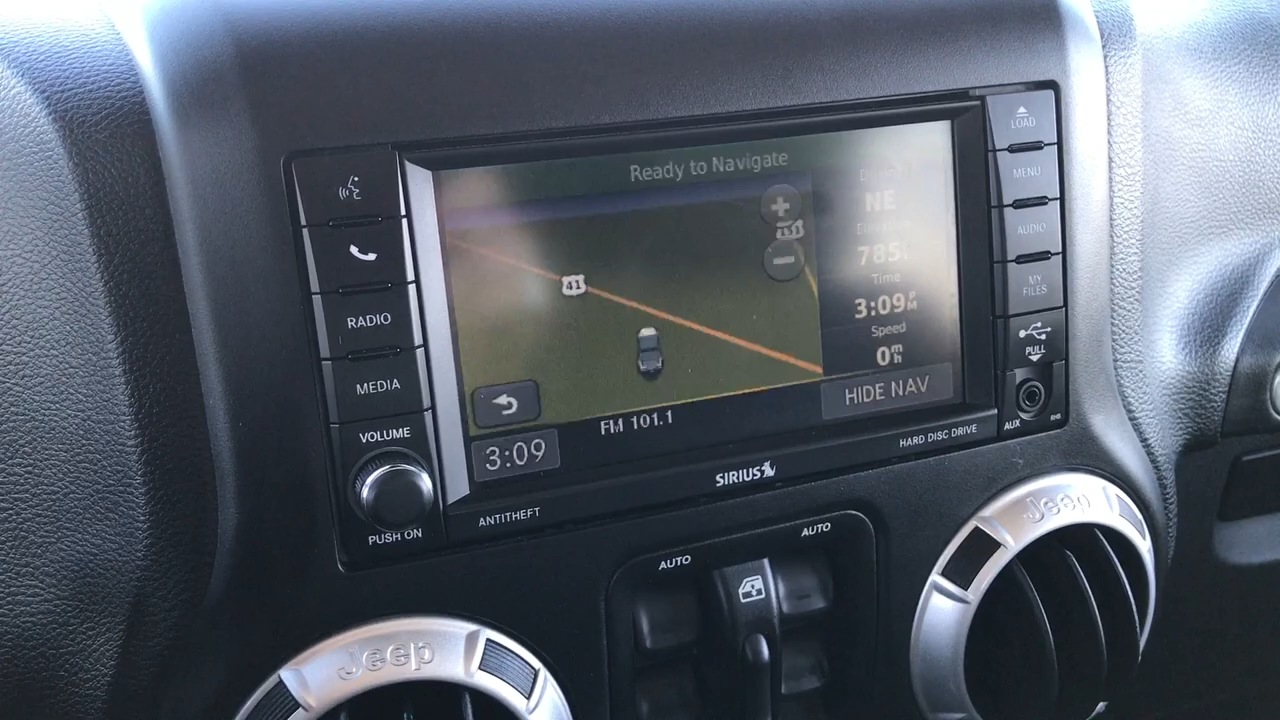 RADIO
MEDIA
VOLUME
PUSH ON
Ready to Navigate
41
NE
785
Time
3:09 PM
Speed
0 mh
HIDE NAV
FM 101.1
3:09
SIRIUS
ANTITHEFT
HARD DISC DRIVE
LOAD
MENU
AUDIO
MY
FILES
PULL
AUX
AUTO
AUTO
Jeep
Jeep